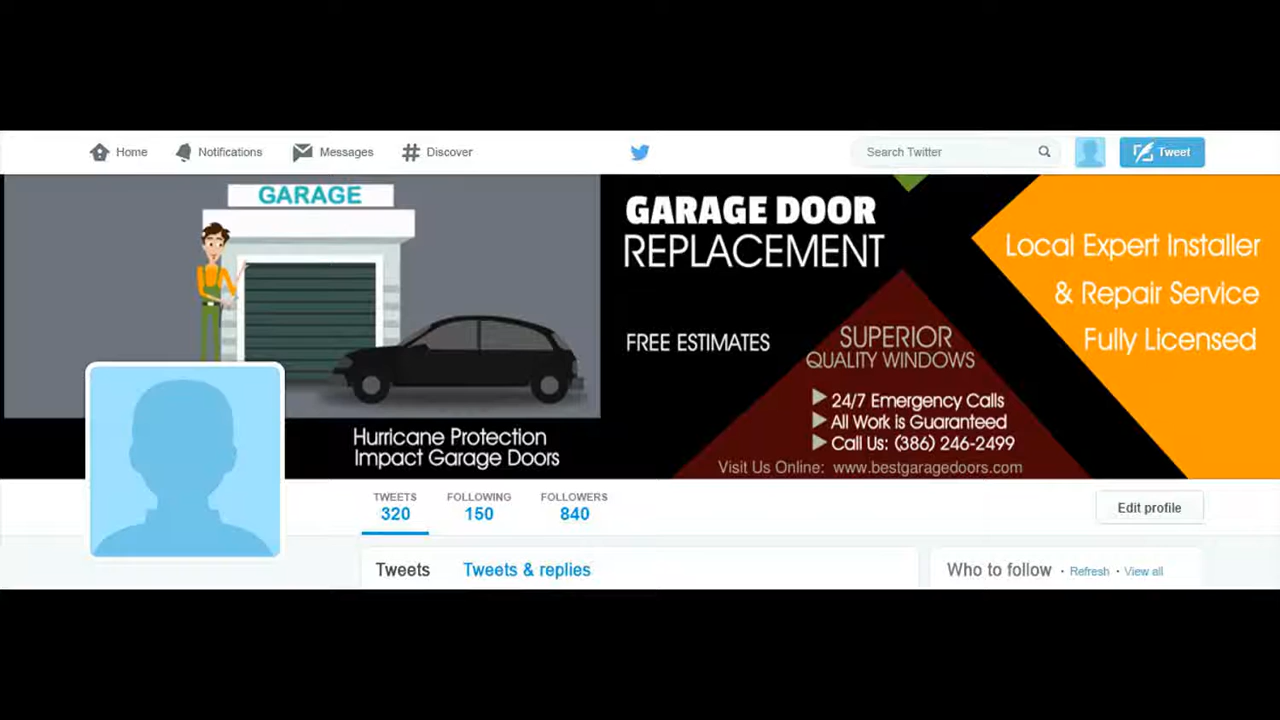 Home
Notifications
Messages
Discover
Search Twitter
Tweet
GARAGE
GARAGE DOOR
REPLACEMENT
FREE ESTIMATES
SUPERIOR
QUALITY WINDOWS
24/7 Emergency Calls
All Work is Guaranteed
Call Us: (386) 246-2499
Visit Us Online: www.bestgaragedoors.com
Local Expert Installer
& Repair Service
Fully Licensed
Hurricane Protection
Impact Garage Doors
TWEETS
320
FOLLOWING
150
FOLLOWERS
840
Edit profile
Tweets
Tweets & replies
Who to follow · Refresh · View all